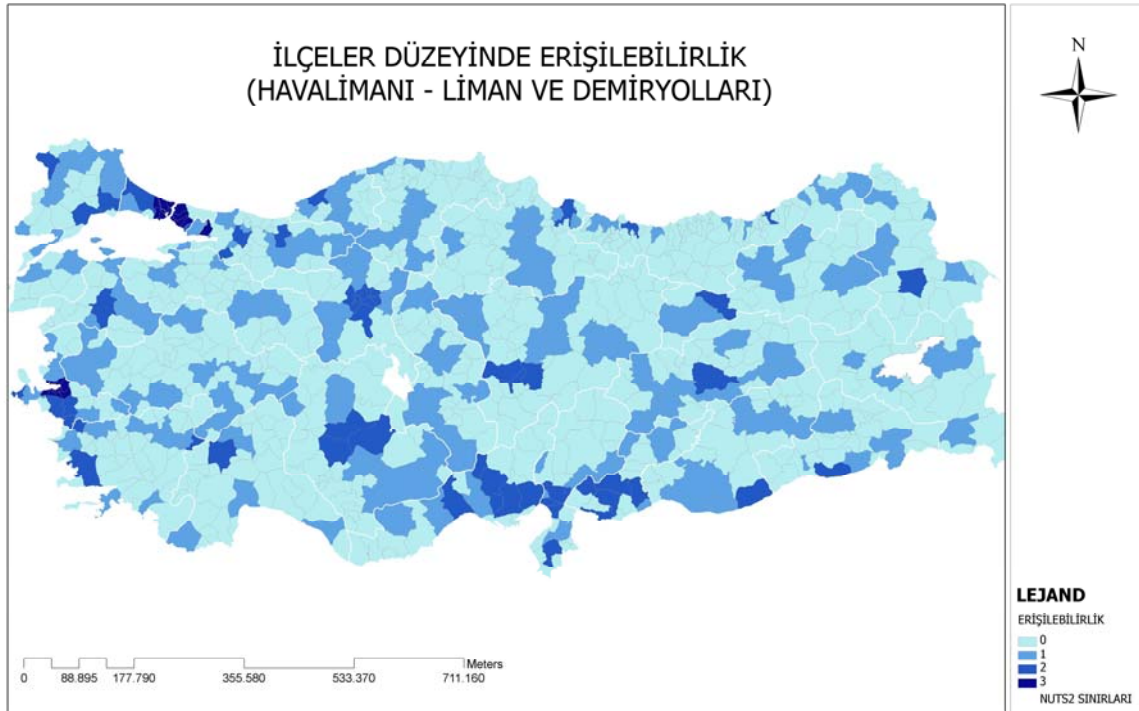 İLÇELER DÜZEYİNDE ERİŞİLEBİLİRLİK
(HAVALİMANI - LİMAN VE DEMİRYOLLARI)
N
LEJAND
ERİŞİLEBİLİRLİK
0
1
2
3
NUTS2 SINIRLARI
Meters
0 88.895 177.790 355.580 533.370 711.160